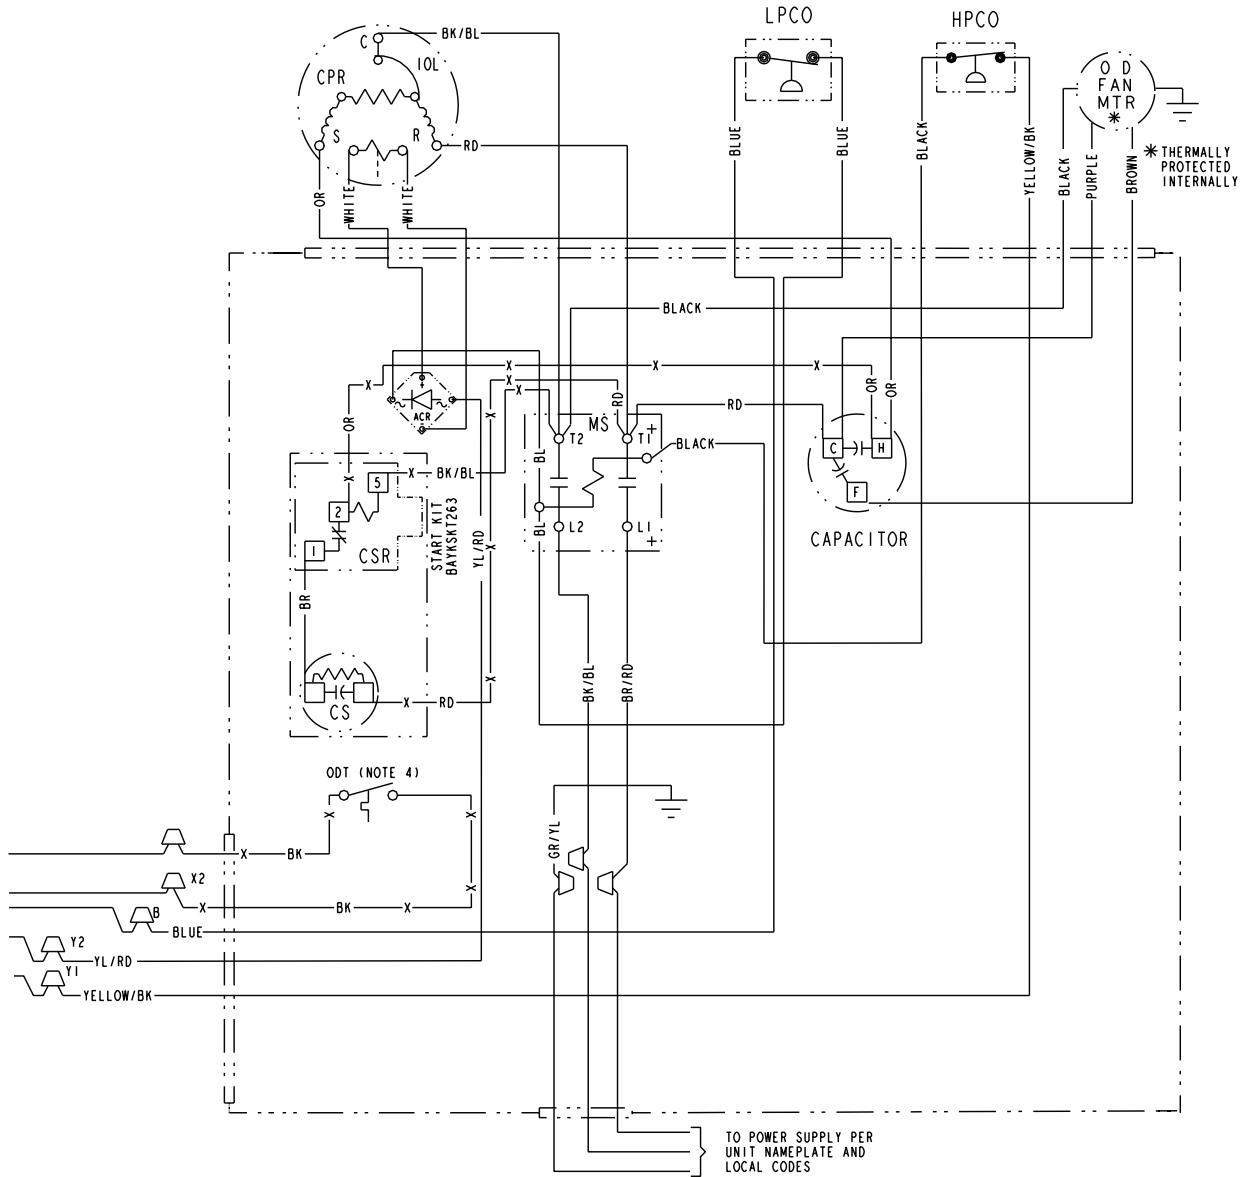 LPCO
HPCO
C
BK/BL
IOL
CPR
O D
FAN
MTR
*
S
R
RD
BLUE
BLUE
BLACK
YELLOW/BK
BLACK
PURPLE
BROWN
* THERMALLY
PROTECTED
INTERNALLY
OR
WHITE
WHITE
BLACK
X
X
X
X
X
X
OR
OR
OR
RD
RD
X
+
-
ACR
MS
+
T2
T1
BLACK
C
H
F
CAPACITOR
X
BK/BL
BL
5
X
2
1
CSR
START KIT
BAYKSKT263
YL/RD
X
BL
L2
L1
+
BR
X
BK/BL
BR/RD
CS
X
RD
ODT (NOTE 4)
X
X
GR/YL
X
BK
X2
X
X
BK
X
B
BLUE
Y2
YL/RD
Y1
YELLOW/BK
TO POWER SUPPLY PER
UNIT NAMEPLATE AND
LOCAL CODES